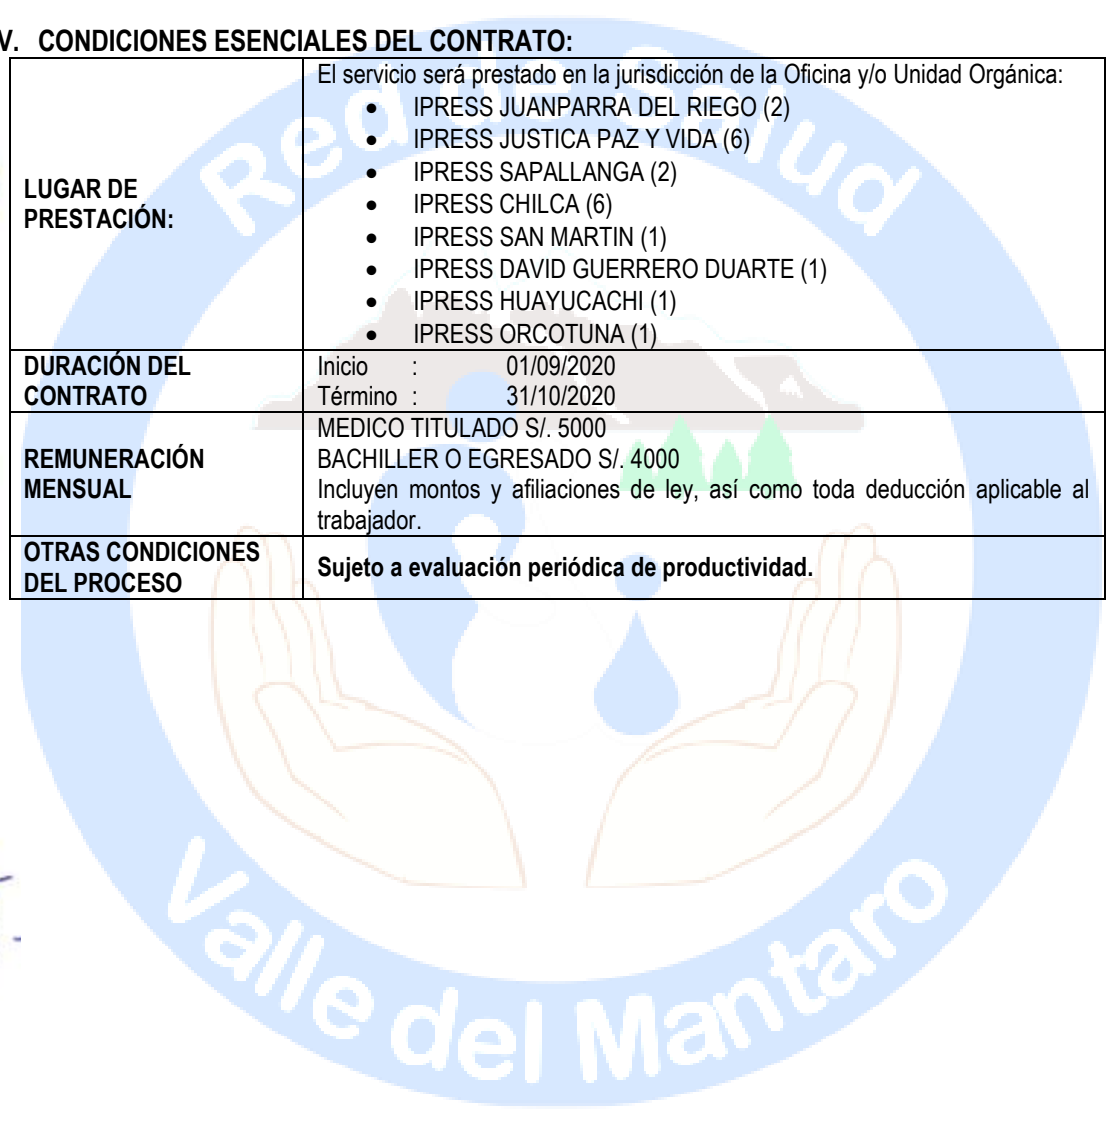 V. CONDICIONES ESENCIALES DEL CONTRATO:
LUGAR DE
PRESTACIÓN:
El servicio será prestado en la jurisdicción de la Oficina y/o Unidad Orgánica:
• IPRESS JUANPARRA DEL RIEGO (2)
• IPRESS JUSTICA PAZ Y VIDA (6)
• IPRESS SAPALLANGA (2)
• IPRESS CHILCA (6)
• IPRESS SAN MARTIN (1)
• IPRESS DAVID GUERRERO DUARTE (1)
• IPRESS HUAYUCACHI (1)
• IPRESS ORCOTUNA (1)
DURACIÓN DEL
CONTRATO
Inicio : 01/09/2020
Término : 31/10/2020
REMUNERACIÓN
MENSUAL
MEDICO TITULADO S/. 5000
BACHILLER O EGRESADO S/. 4000
Incluyen montos y afiliaciones de ley, así como toda deducción aplicable al
trabajador.
OTRAS CONDICIONES
DEL PROCESO
Sujeto a evaluación periódica de productividad.
Red de Salud
Valle del Mantaro